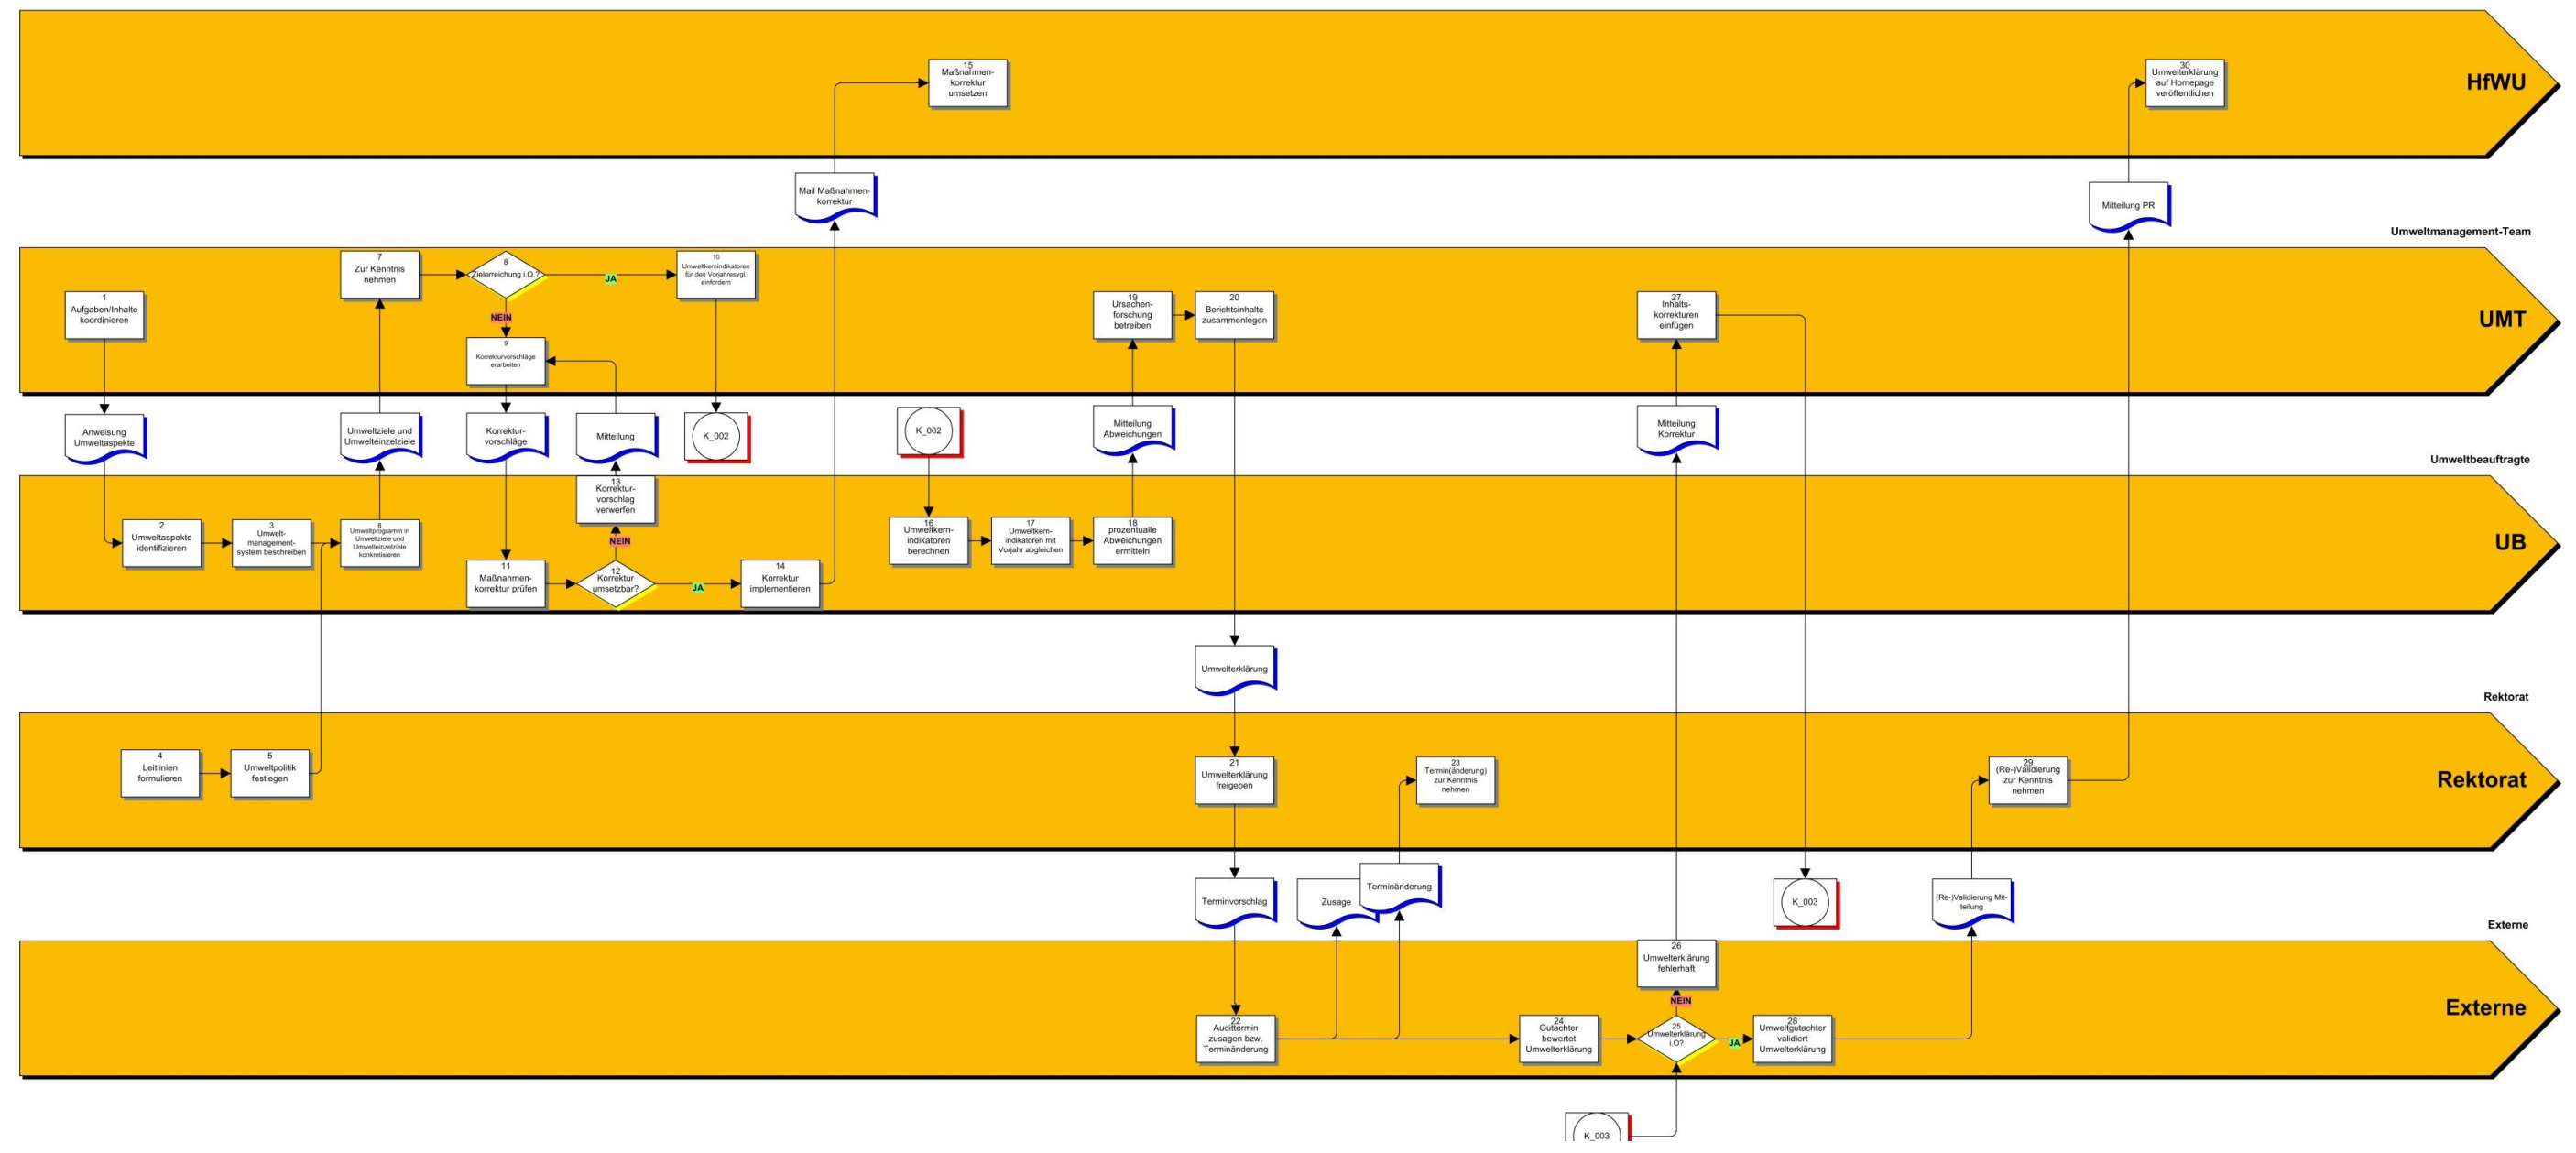 HfWU
15
Maßnahmen-
korrektur
umsetzen
30
Umwelterklärung
auf Homepage
veröffentlichen
Mail Maßnahmen-
korrektur
Mitteilung PR
Umweltmanagement-Team
UMT
1
Aufgaben/Inhalte
koordinieren
7
Zur Kenntnis
nehmen
8
Zielerreichung i.O.?
JA
NEIN
9
Korrekturvorschläge
erarbeiten
10
Umweltkernindikatoren
für den Vorjahresvgl.
einfordern
19
Ursachen-
forschung
betreiben
20
Berichtsinhalte
zusammenlegen
27
Inhalts-
korrekturen
einfügen
Anweisung
Umweltaspekte
Umweltziele und
Umwelteinzelziele
Korrektur-
vorschläge
Mitteilung
K_002
K_002
Mitteilung
Abweichungen
Mitteilung
Korrektur
Umweltbeauftragte
UB
2
Umweltaspekte
identifizieren
3
Umwelt-
management-
system beschreiben
6
Umweltprogramm in
Umweltziele und
Umwelteinzelziele
konkretisieren
13
Korrektur-
vorschlag
verwerfen
NEIN
11
Maßnahmen-
korrektur prüfen
12
Korrektur
umsetzbar?
JA
14
Korrektur
implementieren
16
Umweltkern-
indikatoren
berechnen
17
Umweltkern-
indikatoren mit
Vorjahr abgleichen
18
prozentualle
Abweichungen
ermitteln
Umwelterklärung
Rektorat
Rektorat
4
Leitlinien
formulieren
5
Umweltpolitik
festlegen
21
Umwelterklärung
freigeben
23
Termin(änderung)
zur Kenntnis
nehmen
29
(Re-)Validierung
zur Kenntnis
nehmen
Terminvorschlag
Zusage
Terminänderung
K_003
(Re-)Validierung Mit-
teilung
Externe
Externe
26
Umwelterklärung
fehlerhaft
NEIN
22
Audittermin
zusagen bzw.
Terminänderung
24
Gutachter
bewertet
Umwelterklärung
25
Umwelterklärung
i.O?
JA
28
Umweltgutachter
validiert
Umwelterklärung
K_003